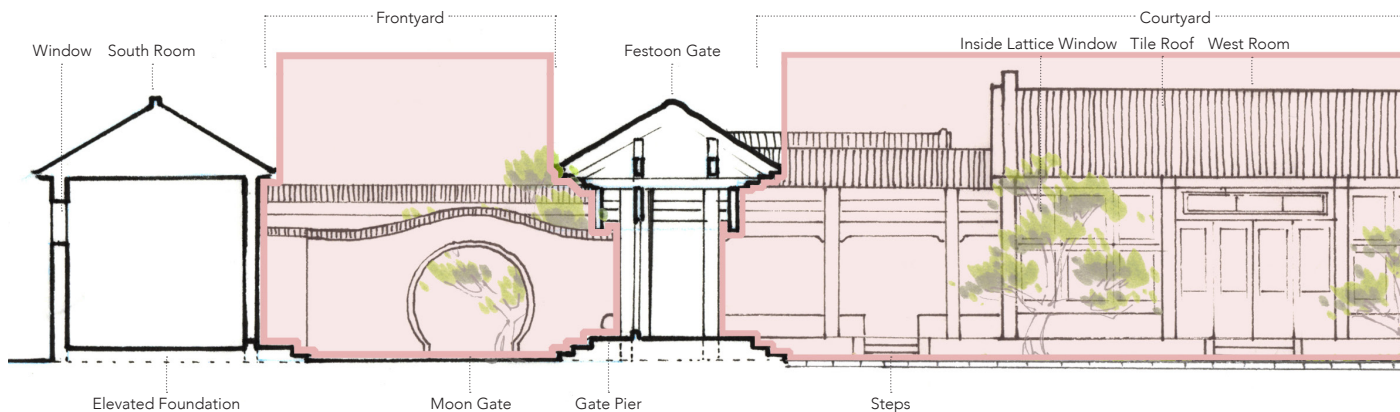 Frontyard
Courtyard
Window
South Room
Festoon Gate
Inside Lattice Window
Tile Roof
West Room
Elevated Foundation
Moon Gate
Gate Pier
Steps